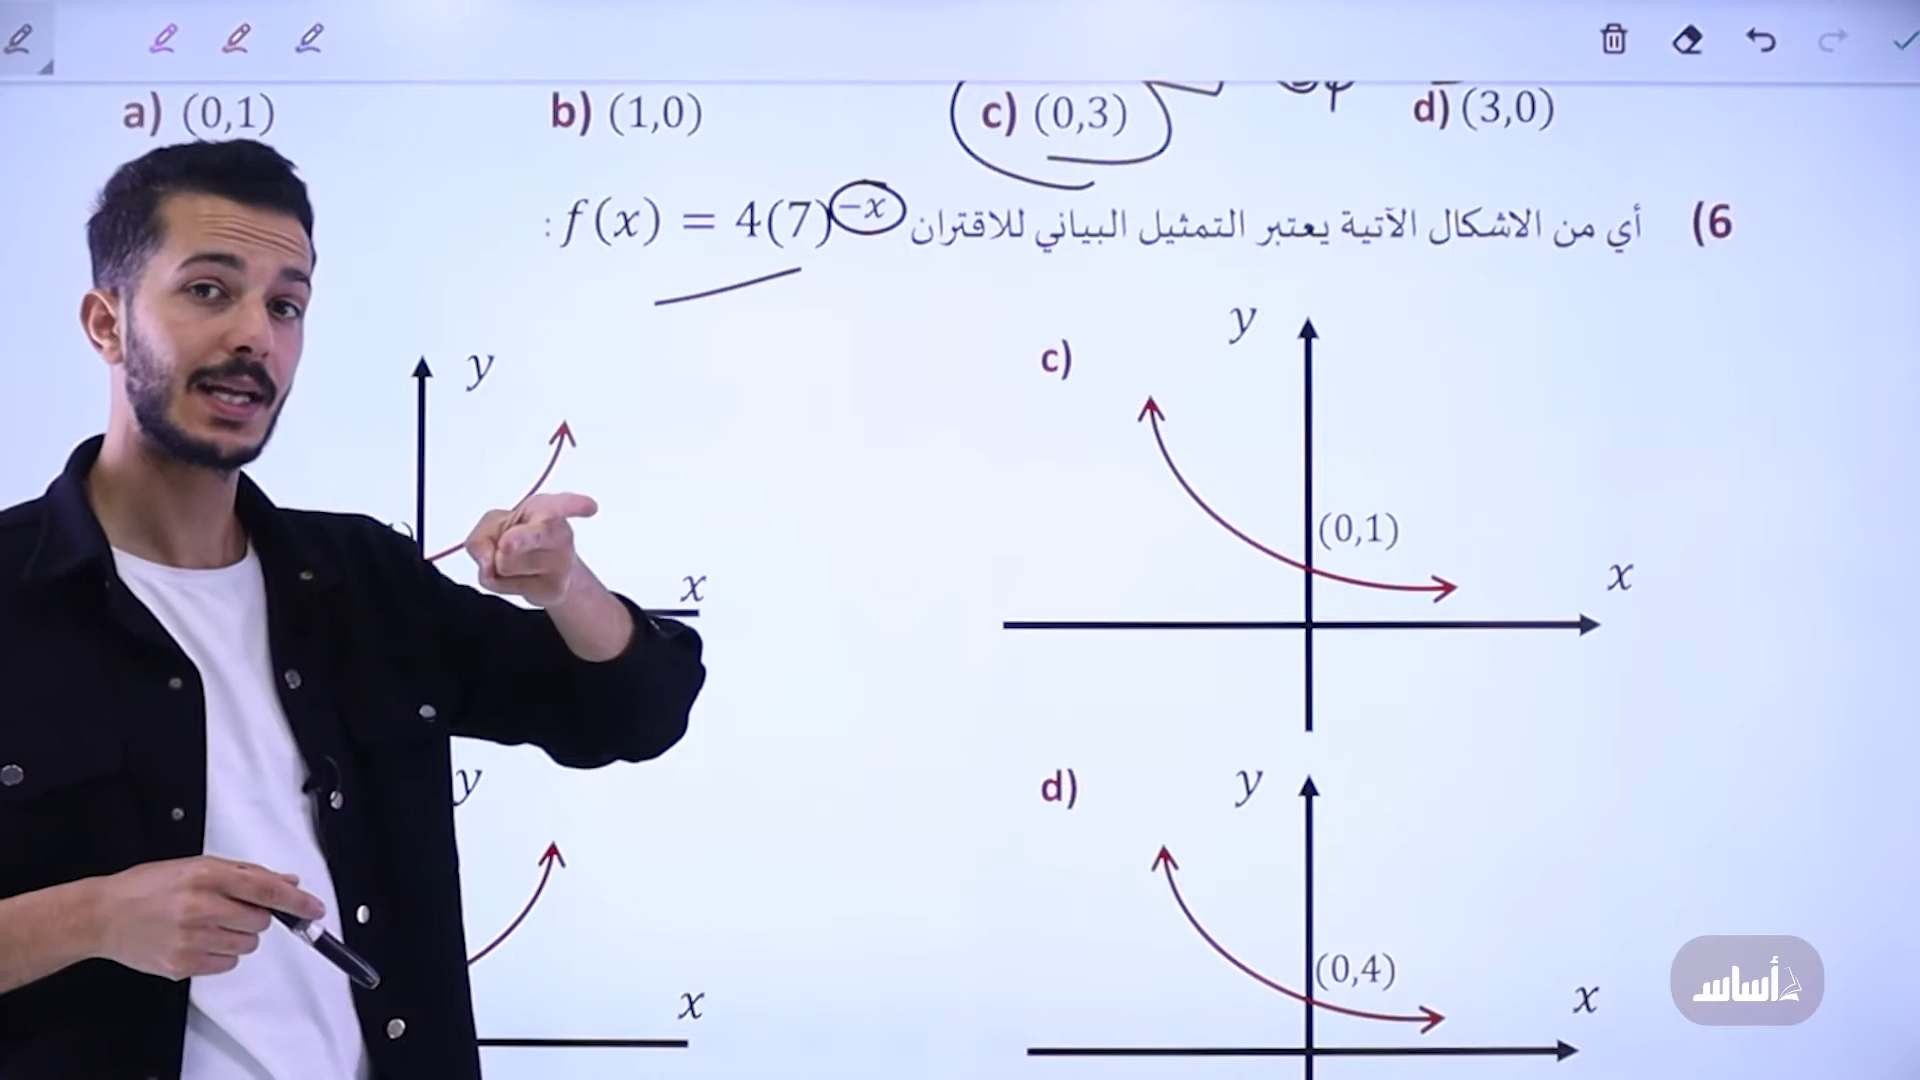 a) (0,1) b) (1,0) c) (0,3) d) (3,0)
6) أي من الاشكال الآتية يعتبر التمثيل البياني للاقتران f(x) = 4(7)^{-x} :
y
x
c)
y
(0,1)
x
y
x
d)
y
(0,4)
x
أساس